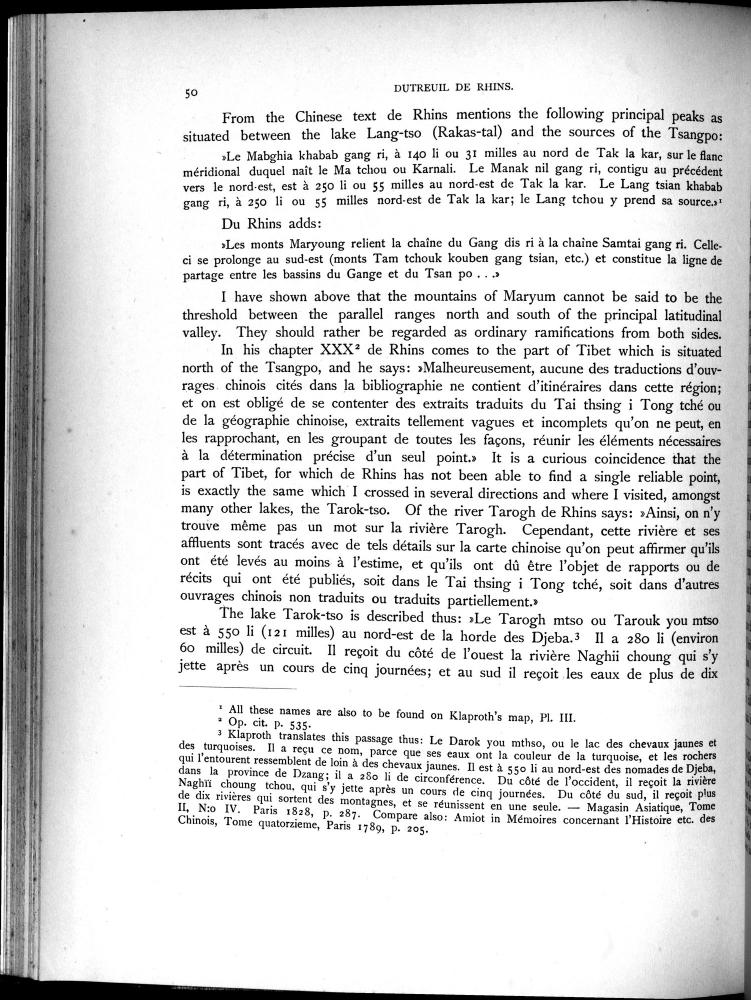 50
DUTREUIL DE RHINS.
From the Chinese text de Rhins mentions the following principal peaks as
situated between the lake Lang-tso (Rakas-tal) and the sources of the Tsangpo:
»Le Mabghia khabab gang ri, à 140 li ou 31 milles au nord de Tak la kar, sur le flanc
méridional duquel naît le Ma tchou ou Karnali. Le Manak nil gang ri, contigu au précédent
vers le nord-est, est à 250 li ou 55 milles au nord-est de Tak la kar. Le Lang tsian khabab
gang ri, à 250 li ou 55 milles nord-est de Tak la kar; le Lang tchou y prend sa source.»¹
Du Rhins adds:
»Les monts Maryoung relient la chaîne du Gang dis ri à la chaîne Samtai gang ri. Celle-
ci se prolonge au sud-est (monts Tam tchouk kouben gang tsian, etc.) et constitue la ligne de
partage entre les bassins du Gange et du Tsan po . . .»
I have shown above that the mountains of Maryum cannot be said to be the
threshold between the parallel ranges north and south of the principal latitudinal
valley. They should rather be regarded as ordinary ramifications from both sides.
In his chapter XXX² de Rhins comes to the part of Tibet which is situated
north of the Tsangpo, and he says: »Malheureusement, aucune des traductions d'ouv-
rages chinois cités dans la bibliographie ne contient d'itinéraires dans cette région;
et on est obligé de se contenter des extraits traduits du Tai thsing i Tong tché ou
de la géographie chinoise, extraits tellement vagues et incomplets qu'on ne peut, en
les rapprochant, en les groupant de toutes les façons, réunir les éléments nécessaires
à la détermination précise d'un seul point.» It is a curious coincidence that the
part of Tibet, for which de Rhins has not been able to find a single reliable point,
is exactly the same which I crossed in several directions and where I visited, amongst
many other lakes, the Tarok-tso. Of the river Tarogh de Rhins says: »Ainsi, on n'y
trouve même pas un mot sur la rivière Tarogh. Cependant, cette rivière et ses
affluents sont tracés avec de tels détails sur la carte chinoise qu'on peut affirmer qu'ils
ont été levés au moins à l'estime, et qu'ils ont dû être l'objet de rapports ou de
récits qui ont été publiés, soit dans le Tai thsing i Tong tché, soit dans d'autres
ouvrages chinois non traduits ou traduits partiellement.»
The lake Tarok-tso is described thus: »Le Tarogh mtso ou Tarouk you mtso
est à 550 li (121 milles) au nord-est de la horde des Djeba.³ Il a 280 li (environ
60 milles) de circuit. Il reçoit du côté de l'ouest la rivière Naghii choung qui s'y
jette après un cours de cinq journées; et au sud il reçoit les eaux de plus de dix
¹ All these names are also to be found on Klaproth's map, Pl. III.
² Op. cit. p. 535.
³ Klaproth translates this passage thus: Le Darok you mthso, ou le lac des chevaux jaunes et
des turquoises. Il a reçu ce nom, parce que ses eaux ont la couleur de la turquoise, et les rochers
qui l'entourent ressemblent de loin à des chevaux jaunes. Il est à 550 li au nord-est des nomades de Djeba,
dans la province de Dzang; il a 280 li de circonférence. Du côté de l'occident, il reçoit la rivière
Naghiï choung tchou, qui s'y jette après un cours de cinq journées. Du côté du sud, il reçoit plus
de dix rivières qui sortent des montagnes, et se réunissent en une seule. — Magasin Asiatique, Tome
II, N:o IV. Paris 1828, p. 287. Compare also: Amiot in Mémoires concernant l'Histoire etc. des
Chinois, Tome quatorzieme, Paris 1789, p. 205.